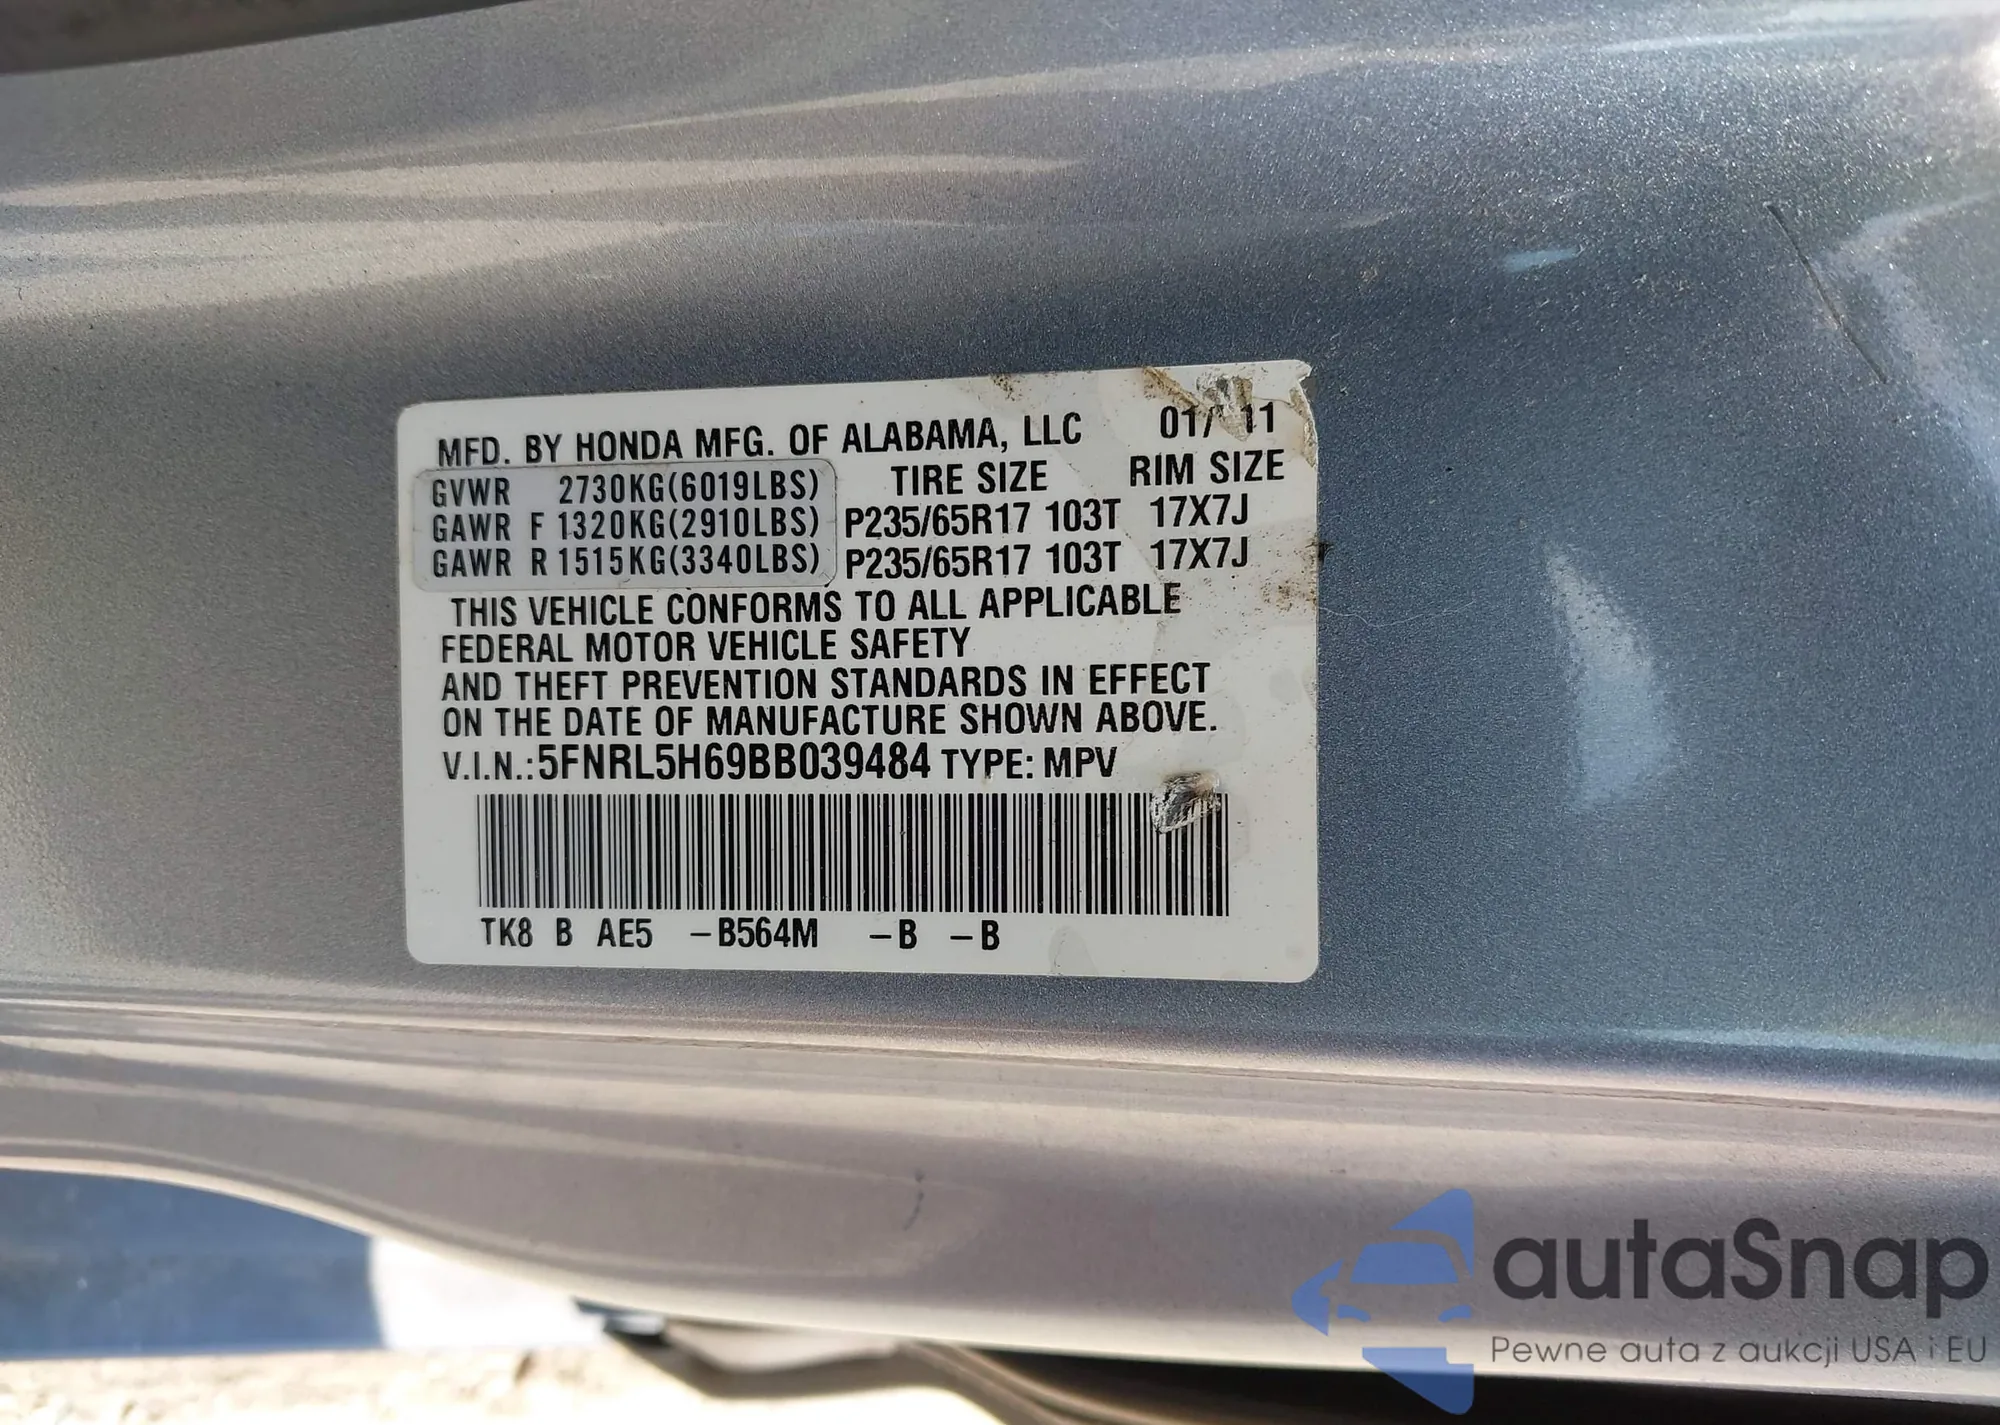 MFD. BY HONDA MFG. OF ALABAMA, LLC 01/11
GVWR 2730KG(6019LBS) TIRE SIZE RIM SIZE
GAWR F 1320KG(2910LBS) P235/65R17 103T 17X7J
GAWR R 1515KG(3340LBS) P235/65R17 103T 17X7J
THIS VEHICLE CONFORMS TO ALL APPLICABLE
FEDERAL MOTOR VEHICLE SAFETY
AND THEFT PREVENTION STANDARDS IN EFFECT
ON THE DATE OF MANUFACTURE SHOWN ABOVE.
V.I.N.: 5FNRL5H69BB039484 TYPE: MPV
TK8 B AE5 -B564M -B -B
autaSnap
Pewne auta z aukcji USA i EU